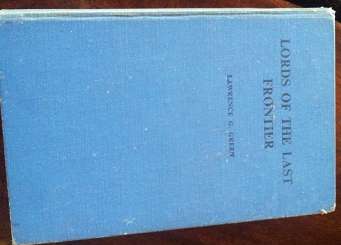 LORDS OF THE LAST
FRONTIER
LAWRENCE G. GREEN